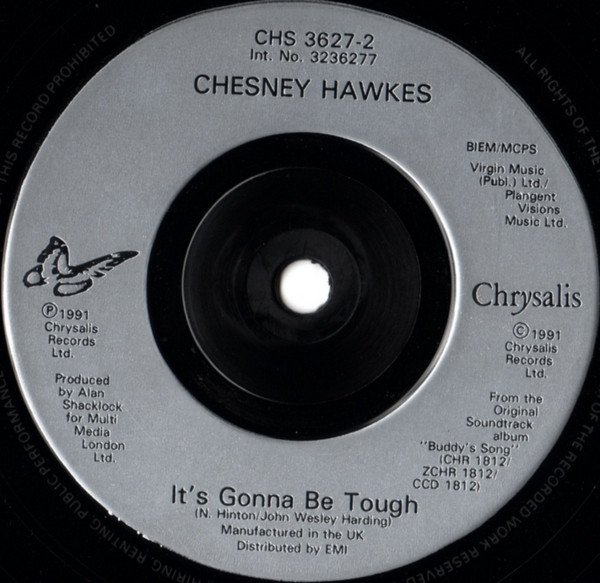 CHS 3627-2
Int. No. 3236277
CHESNEY HAWKES
BIEM/MCPS
Virgin Music
(Publ.) Ltd./
Plangent
Visions
Music Ltd.
Ⓟ1991
Chrysalis
Records
Ltd.
Produced
by Alan
Shacklock
for Multi
Media
London
Ltd.
Chrysalis
©1991
Chrysalis
Records
Ltd.
From the
Original
Soundtrack
album
"Buddy's Song"
(CHR 1812/
ZCHR 1812/
CCD 1812)
It's Gonna Be Tough
(N. Hinton/John Wesley Harding)
Manufactured in the UK
Distributed by EMI
ALL RIGHTS OF THE
OF THE RECORDED WORK RESERVED
HIRING RENTING PUBLIC PERFORMANCE
THIS RECORD PROHIBITED